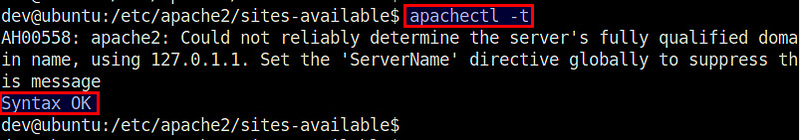 dev@ubuntu:/etc/apache2/sites-available$ apachectl -t
AH00558: apache2: Could not reliably determine the server's fully qualified doma
in name, using 127.0.1.1. Set the 'ServerName' directive globally to suppress th
is message
Syntax OK
dev@ubuntu:/etc/apache2/sites-available$